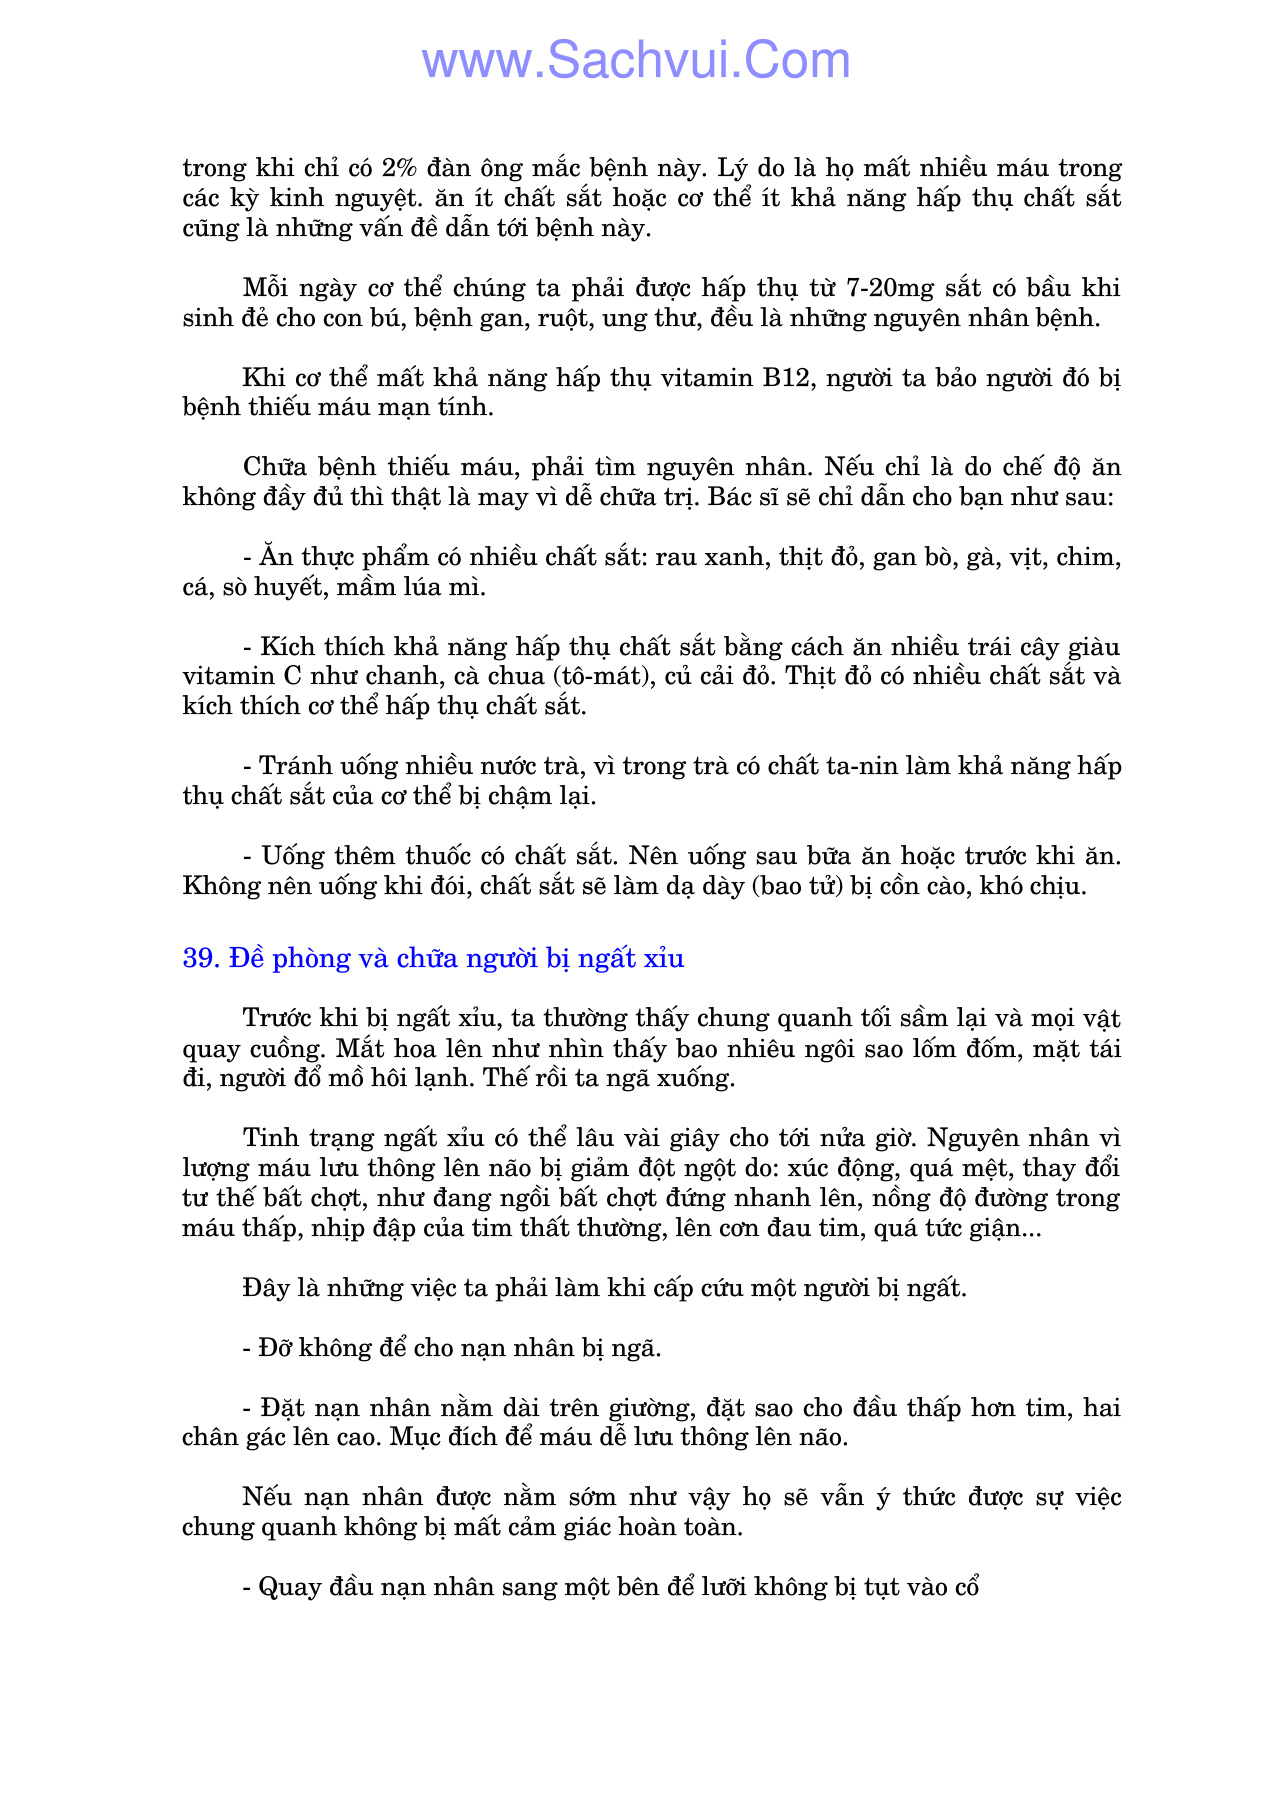 www.Sachvui.Com
trong khi chỉ có 2% đàn ông mắc bệnh này. Lý do là họ mất nhiều máu trong
các kỳ kinh nguyệt. ăn ít chất sắt hoặc cơ thể ít khả năng hấp thụ chất sắt
cũng là những vấn đề dẫn tới bệnh này.
Mỗi ngày cơ thể chúng ta phải được hấp thụ từ 7-20mg sắt có bầu khi
sinh đẻ cho con bú, bệnh gan, ruột, ung thư, đều là những nguyên nhân bệnh.
Khi cơ thể mất khả năng hấp thụ vitamin B12, người ta bảo người đó bị
bệnh thiếu máu mạn tính.
Chữa bệnh thiếu máu, phải tìm nguyên nhân. Nếu chỉ là do chế độ ăn
không đầy đủ thì thật là may vì dễ chữa trị. Bác sĩ sẽ chỉ dẫn cho bạn như sau:
- Ăn thực phẩm có nhiều chất sắt: rau xanh, thịt đỏ, gan bò, gà, vịt, chim,
cá, sò huyết, mầm lúa mì.
- Kích thích khả năng hấp thụ chất sắt bằng cách ăn nhiều trái cây giàu
vitamin C như chanh, cà chua (tô-mát), củ cải đỏ. Thịt đỏ có nhiều chất sắt và
kích thích cơ thể hấp thụ chất sắt.
- Tránh uống nhiều nước trà, vì trong trà có chất ta-nin làm khả năng hấp
thụ chất sắt của cơ thể bị chậm lại.
- Uống thêm thuốc có chất sắt. Nên uống sau bữa ăn hoặc trước khi ăn.
Không nên uống khi đói, chất sắt sẽ làm dạ dày (bao tử) bị cồn cào, khó chịu.
39. Đề phòng và chữa người bị ngất xỉu
Trước khi bị ngất xỉu, ta thường thấy chung quanh tối sầm lại và mọi vật
quay cuồng. Mắt hoa lên như nhìn thấy bao nhiêu ngôi sao lốm đốm, mặt tái
đi, người đổ mồ hôi lạnh. Thế rồi ta ngã xuống.
Tinh trạng ngất xỉu có thể lâu vài giây cho tới nửa giờ. Nguyên nhân vì
lượng máu lưu thông lên não bị giảm đột ngột do: xúc động, quá mệt, thay đổi
tư thế bất chợt, như đang ngồi bất chợt đứng nhanh lên, nồng độ đường trong
máu thấp, nhịp đập của tim thất thường, lên cơn đau tim, quá tức giận...
Đây là những việc ta phải làm khi cấp cứu một người bị ngất.
- Đỡ không để cho nạn nhân bị ngã.
- Đặt nạn nhân nằm dài trên giường, đặt sao cho đầu thấp hơn tim, hai
chân gác lên cao. Mục đích để máu dễ lưu thông lên não.
Nếu nạn nhân được nằm sớm như vậy họ sẽ vẫn ý thức được sự việc
chung quanh không bị mất cảm giác hoàn toàn.
- Quay đầu nạn nhân sang một bên để lưỡi không bị tụt vào cổ